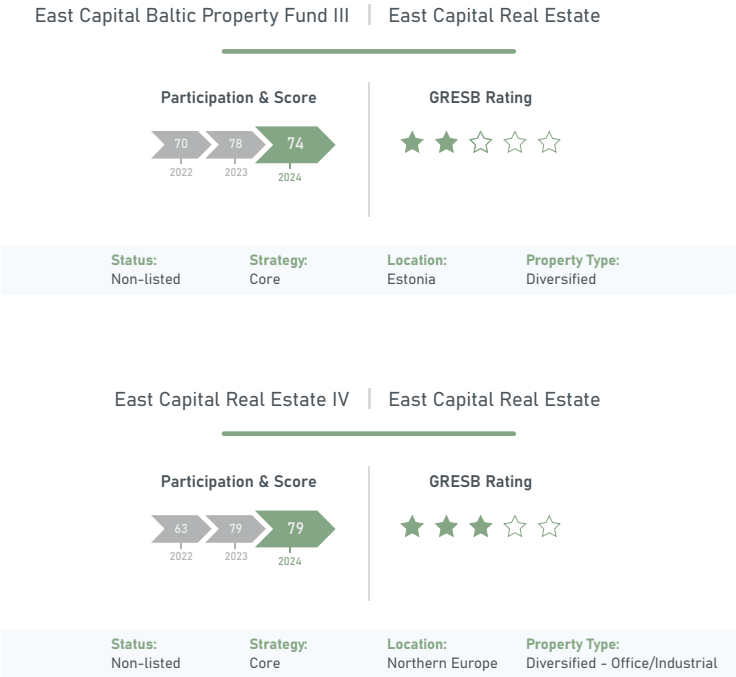 East Capital Baltic Property Fund III | East Capital Real Estate
Participation & Score
GRESB Rating
70 78 74
2022 2023 2024
Status: Strategy: Location: Property Type:
Non-listed Core Estonia Diversified
East Capital Real Estate IV | East Capital Real Estate
Participation & Score
GRESB Rating
63 79 79
2022 2023 2024
Status: Strategy: Location: Property Type:
Non-listed Core Northern Europe Diversified - Office/Industrial